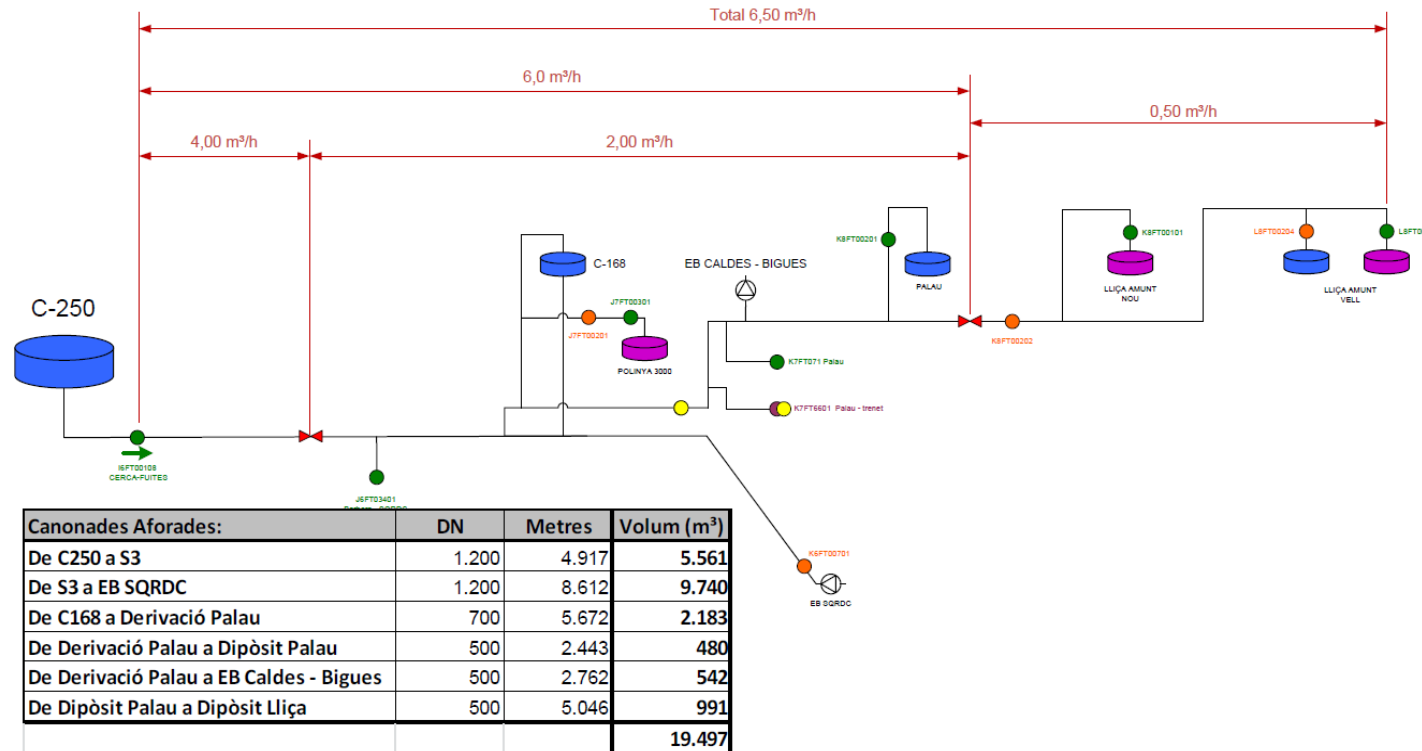 Total 6,50 m³/h
6,0 m³/h
0,50 m³/h
4,00 m³/h
2,00 m³/h
C-250
I6FT00108
CERCA-FUITES
J6FT03401
C-168
J7FT00301
J7FT00201
POLINYA 3000
EB CALDES - BIGUES
K8FT00201
PALAU
K7FT071 Palau
K7FT6601 Palau - trenet
K8FT00202
K8FT00101
LLIÇA AMUNT
NOU
L8FT00204
L8FT0
LLIÇA AMUNT
VELL
K6FT00701
EB SQRDC
Canonades Aforades: DN Metres Volum (m³)
De C250 a S3 1.200 4.917 5.561
De S3 a EB SQRDC 1.200 8.612 9.740
De C168 a Derivació Palau 700 5.672 2.183
De Derivació Palau a Dipòsit Palau 500 2.443 480
De Derivació Palau a EB Caldes - Bigues 500 2.762 542
De Dipòsit Palau a Dipòsit Lliça 500 5.046 991
19.497